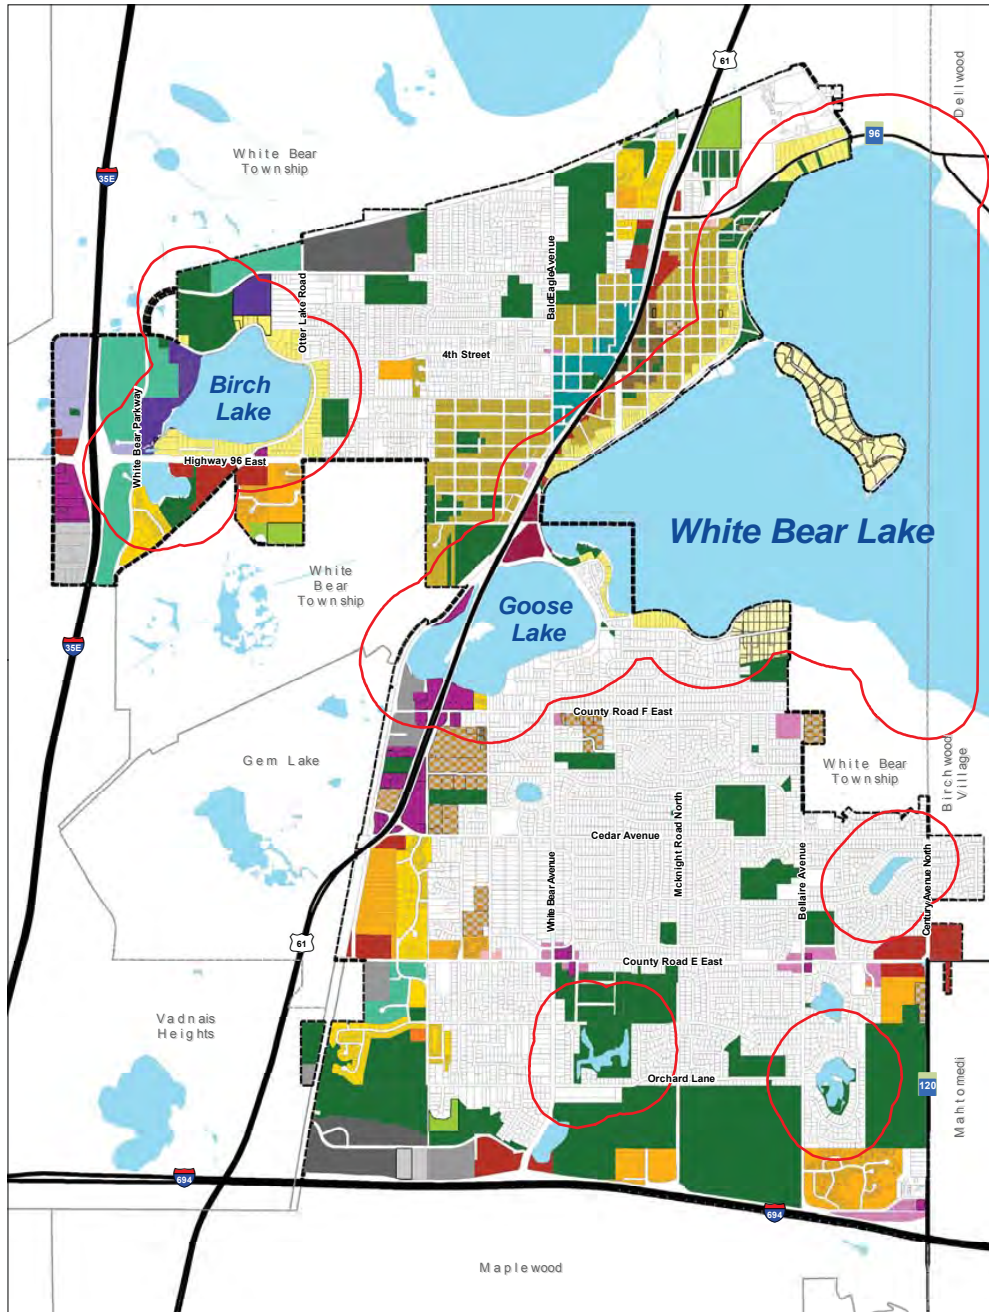 61
Dellwood
96
White Bear
Township
35E
Bald Eagle Avenue
Otter Lake Road
4th Street
Birch
Lake
White Bear Parkway
Highway 96 East
White Bear Lake
White
Bear
Township
Goose
Lake
35E
County Road F East
Gem Lake
White Bear
Township
Birchwood
Village
Mcknight Road North
Cedar Avenue
White Bear Avenue
Bellaire Avenue
Century Avenue North
61
County Road E East
Vadnais
Heights
Orchard Lane
120
Mahtomedi
694
694
Maplewood